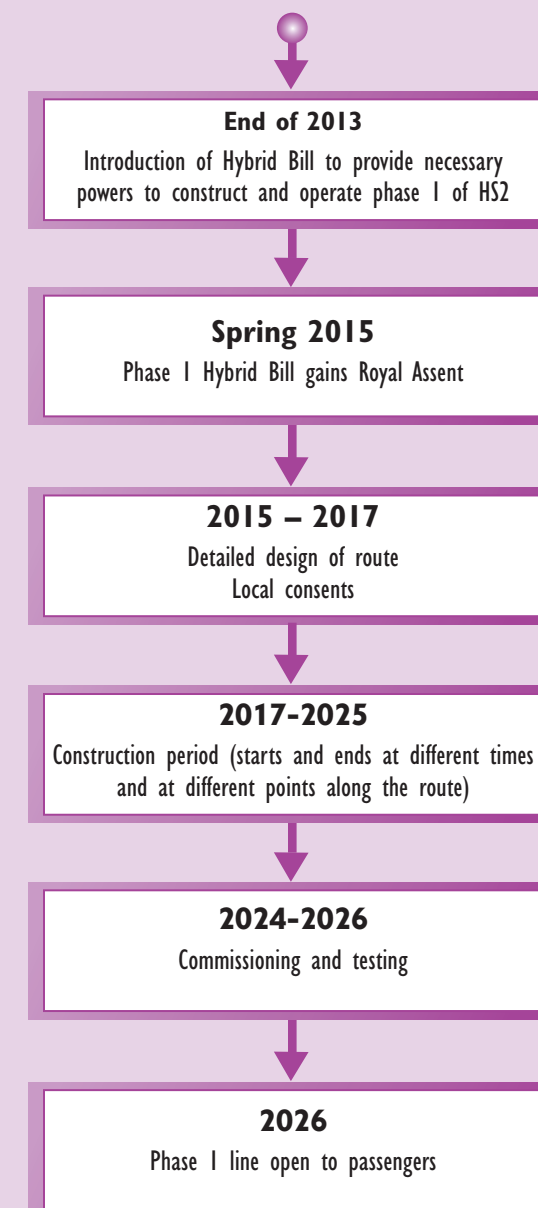 End of 2013
Introduction of Hybrid Bill to provide necessary
powers to construct and operate phase 1 of HS2
Spring 2015
Phase 1 Hybrid Bill gains Royal Assent
2015 – 2017
Detailed design of route
Local consents
2017-2025
Construction period (starts and ends at different times
and at different points along the route)
2024-2026
Commissioning and testing
2026
Phase 1 line open to passengers